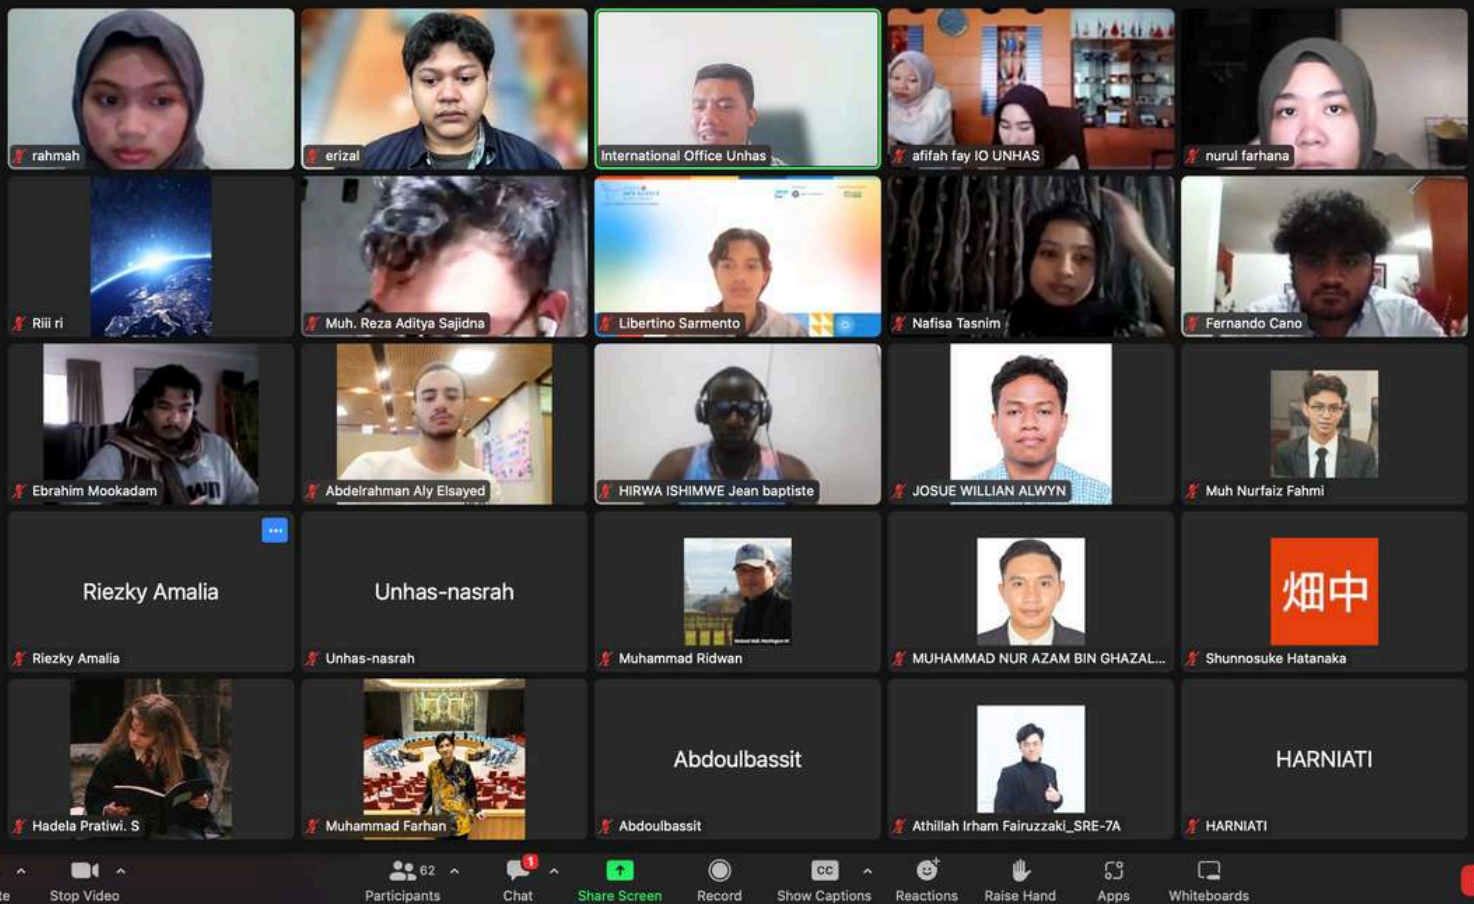 rahmah
erizal
International Office Unhas
afifah fay IO UNHAS
nurul farhana
Riii ri
Muh. Reza Aditya Sajidna
Libertino Sarmento
Nafisa Tasnim
Fernando Cano
Ebrahim Mookadam
Abdelrahman Aly Elsayed
HIRWA ISHIMWE Jean baptiste
JOSUE WILLIAN ALWYN
Muh Nurfaiz Fahmi
Riezky Amalia
Riezky Amalia
Unhas-nasrah
Unhas-nasrah
Muhammad Ridwan
MUHAMMAD NUR AZAM BIN GHAZAL...
畑中
Shunnosuke Hatanaka
Hadela Pratiwi. S
Muhammad Farhan
Abdoulbassit
Abdoulbassit
Athillah Irham Fairuzzaki_SRE-7A
HARNIATI
HARNIATI
te
Stop Video
62
Participants
1
Chat
Share Screen
Record
CC
Show Captions
Reactions
Raise Hand
Apps
Whiteboards